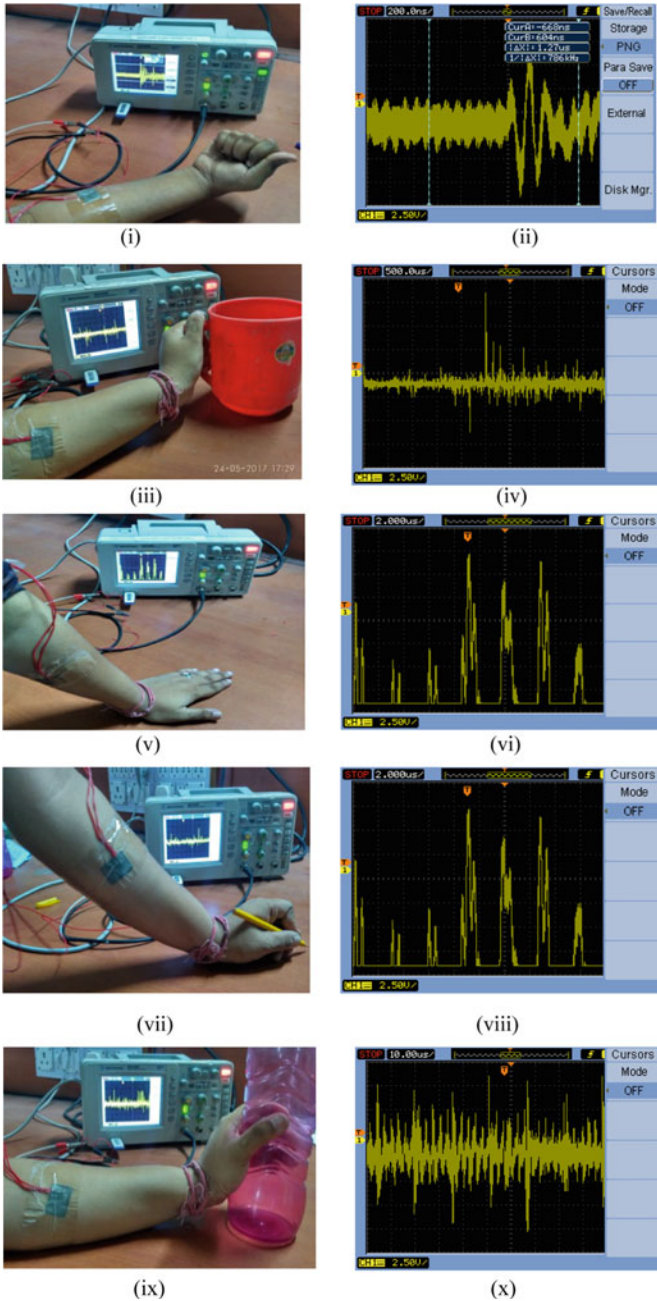 STOP 200.0ns/ Save/Recall
CurA:-668ns
CurB: 604ns
|ΔX|: 1.27us
1/|ΔX|: 786kHz
Storage
PNG
Para Save
OFF
External
Disk Mgr.
CH1 2.50V/
(i)
(ii)
24-05-2017 17:29
STOP 500.0us/ Cursors
Mode
OFF
CH1 2.50V/
(iii)
(iv)
STOP 2.000us/ Cursors
Mode
OFF
CH1 2.50V/
(v)
(vi)
STOP 2.000us/ Cursors
Mode
OFF
CH1 2.50V/
(vii)
(viii)
STOP 10.00us/ Cursors
Mode
OFF
CH1 2.50V/
(ix)
(x)